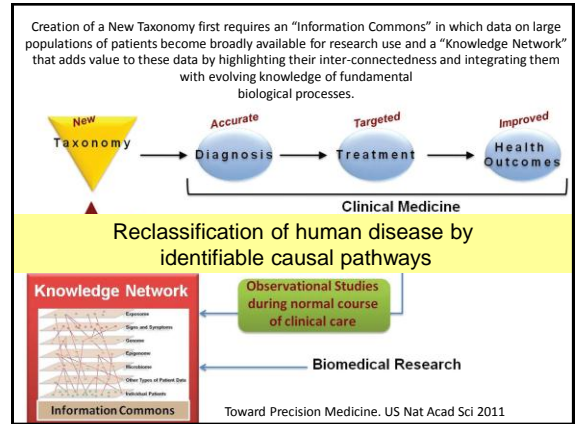 Creation of a New Taxonomy first requires an “Information Commons” in which data on large
populations of patients become broadly available for research use and a “Knowledge Network”
that adds value to these data by highlighting their inter-connectedness and integrating them
with evolving knowledge of fundamental
biological processes.
New
Taxonomy
Accurate
Diagnosis
Targeted
Treatment
Improved
Health
Outcomes
Clinical Medicine
Reclassification of human disease by
identifiable causal pathways
Knowledge Network
Exposome
Signs and Symptoms
Genome
Epigenome
Microbiome
Other Types of Patient Data
Individual Patients
Information Commons
Observational Studies
during normal course
of clinical care
Biomedical Research
Toward Precision Medicine. US Nat Acad Sci 2011